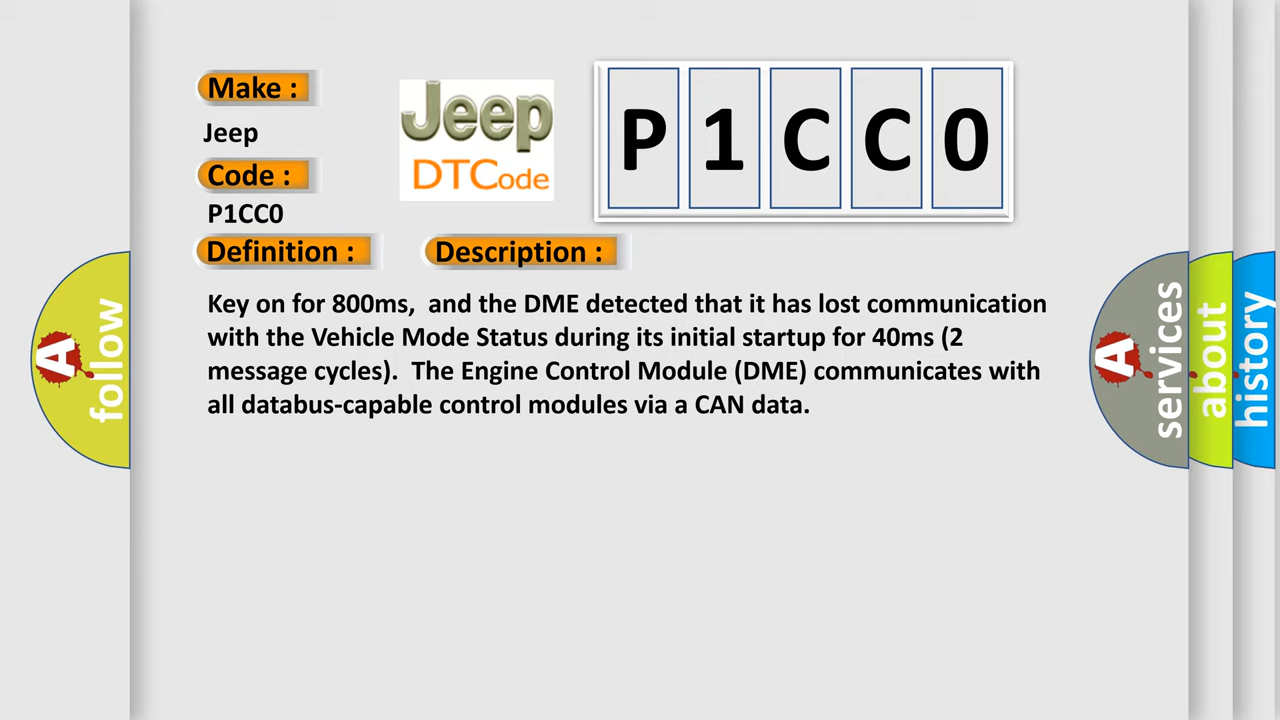 Make :
Jeep
Code :
P1CC0
Definition :
Description :
Jeep
DTCode
P 1 C C 0
Key on for 800ms,  and the DME detected that it has lost communication
with the Vehicle Mode Status during its initial startup for 40ms (2
message cycles).  The Engine Control Module (DME) communicates with
all databus-capable control modules via a CAN data.
A
follow
A
services
about
history